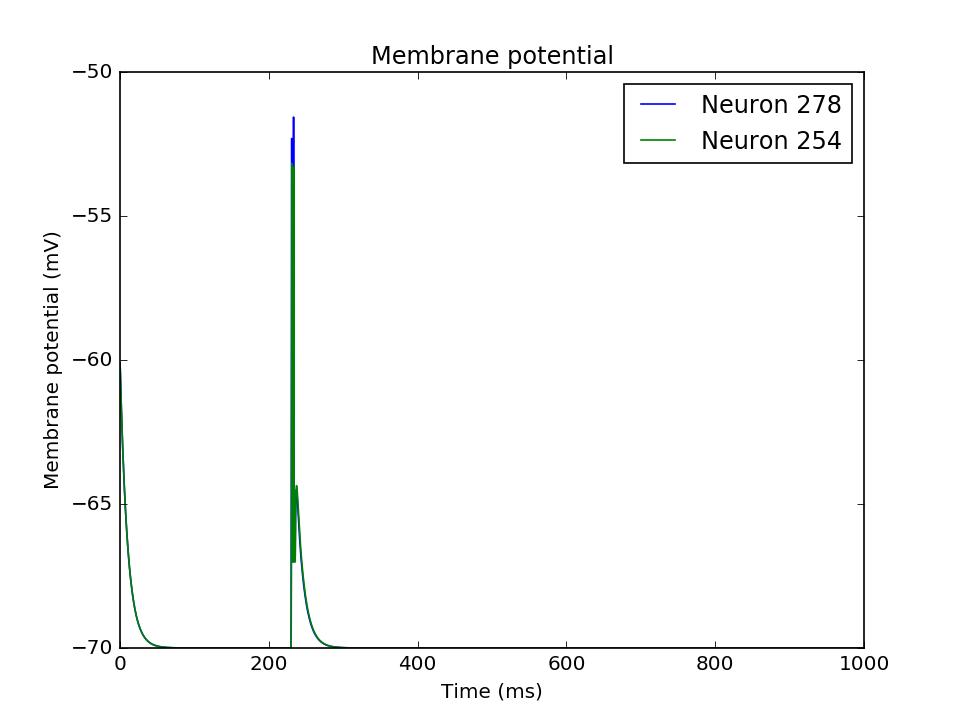 Membrane potential
Neuron 278
Neuron 254
Membrane potential (mV)
−50
−55
−60
−65
−70
0 200 400 600 800 1000
Time (ms)